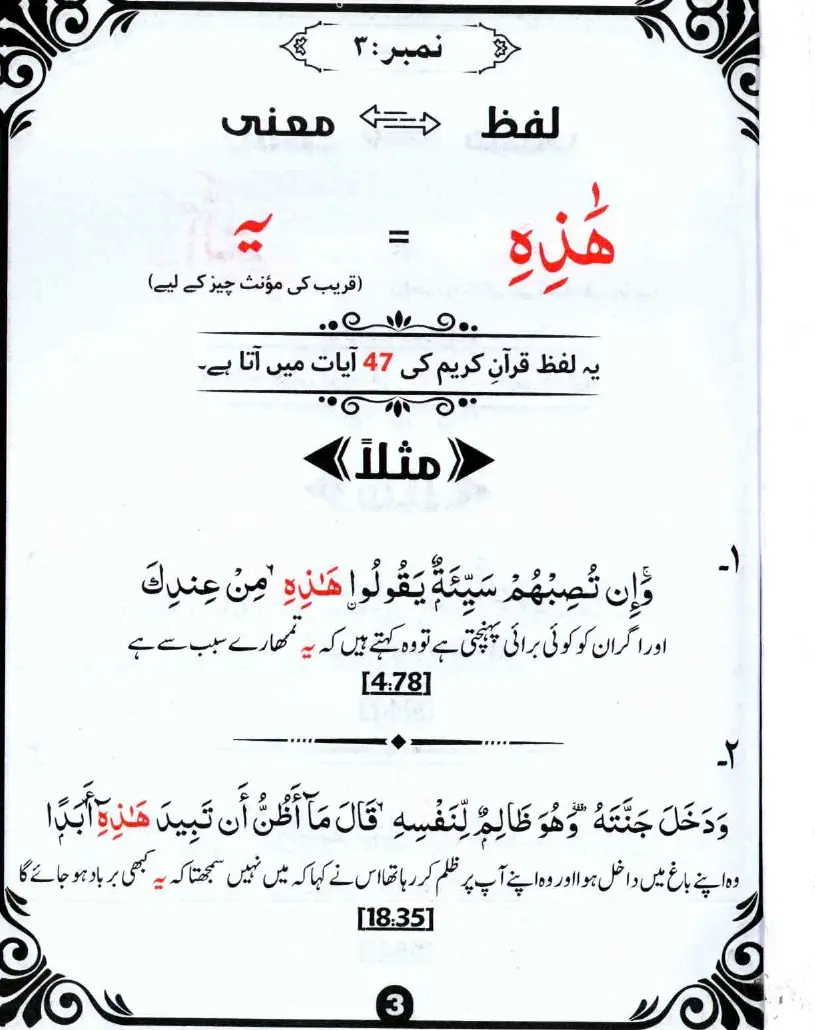 نمبر: ۳
لفظ ⇐⇒ معنی
هٰذِهِ = یہ
(قریب کی مؤنث چیز کے لیے)
یہ لفظ قرآنِ کریم کی 47 آیات میں آتا ہے۔
مثلاً
۱۔
وَإِن تُصِبْهُمْ سَيِّئَةٌ يَقُولُوا هَٰذِهِ مِنْ عِندِكَ
اور اگر ان کو کوئی برائی پہنچتی ہے تو وہ کہتے ہیں کہ یہ تمھارے سبب سے ہے
[4:78]
۲۔
وَدَخَلَ جَنَّتَهُ وَهُوَ ظَالِمٌ لِّنَفْسِهِ قَالَ مَآ أَظُنُّ أَن تَبِيدَ هَٰذِهِٓ أَبَدًا
وہ اپنے باغ میں داخل ہوا اور وہ اپنے آپ پر ظلم کر رہا تھا اس نے کہا کہ میں نہیں سمجھتا کہ یہ کبھی برباد ہو جائے گا
[18:35]
3